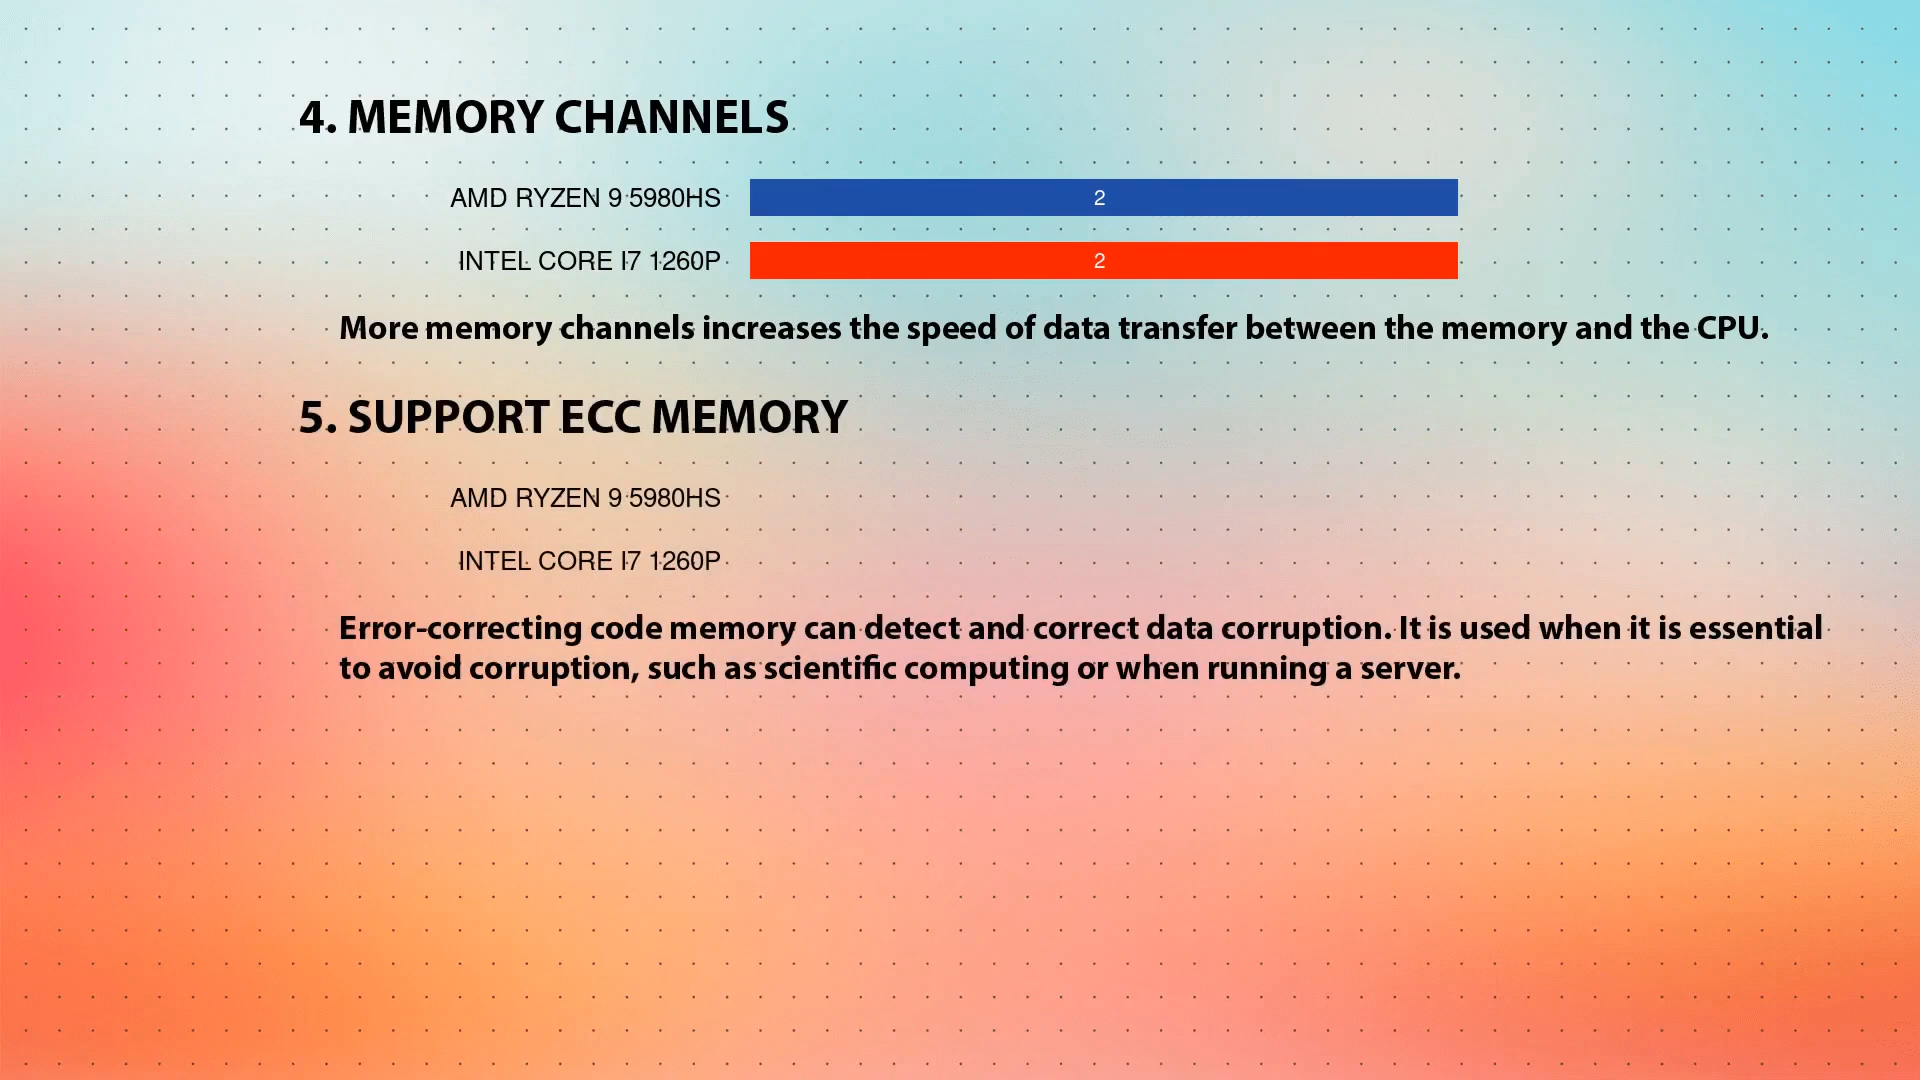 4. MEMORY CHANNELS
AMD RYZEN 9 5980HS
2
INTEL CORE I7 1260P
2
More memory channels increases the speed of data transfer between the memory and the CPU.
5. SUPPORT ECC MEMORY
AMD RYZEN 9 5980HS
INTEL CORE I7 1260P
Error-correcting code memory can detect and correct data corruption. It is used when it is essential
to avoid corruption, such as scientific computing or when running a server.